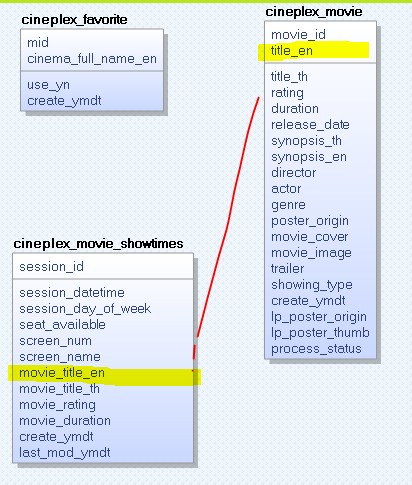 cineplex_favorite
mid
cinema_full_name_en
use_yn
create_ymdt
cineplex_movie
movie_id
title_en
title_th
rating
duration
release_date
synopsis_th
synopsis_en
director
actor
genre
poster_origin
movie_cover
movie_image
trailer
showing_type
create_ymdt
lp_poster_origin
lp_poster_thumb
process_status
cineplex_movie_showtimes
session_id
session_datetime
session_day_of_week
seat_available
screen_num
screen_name
movie_title_en
movie_title_th
movie_rating
movie_duration
create_ymdt
last_mod_ymdt